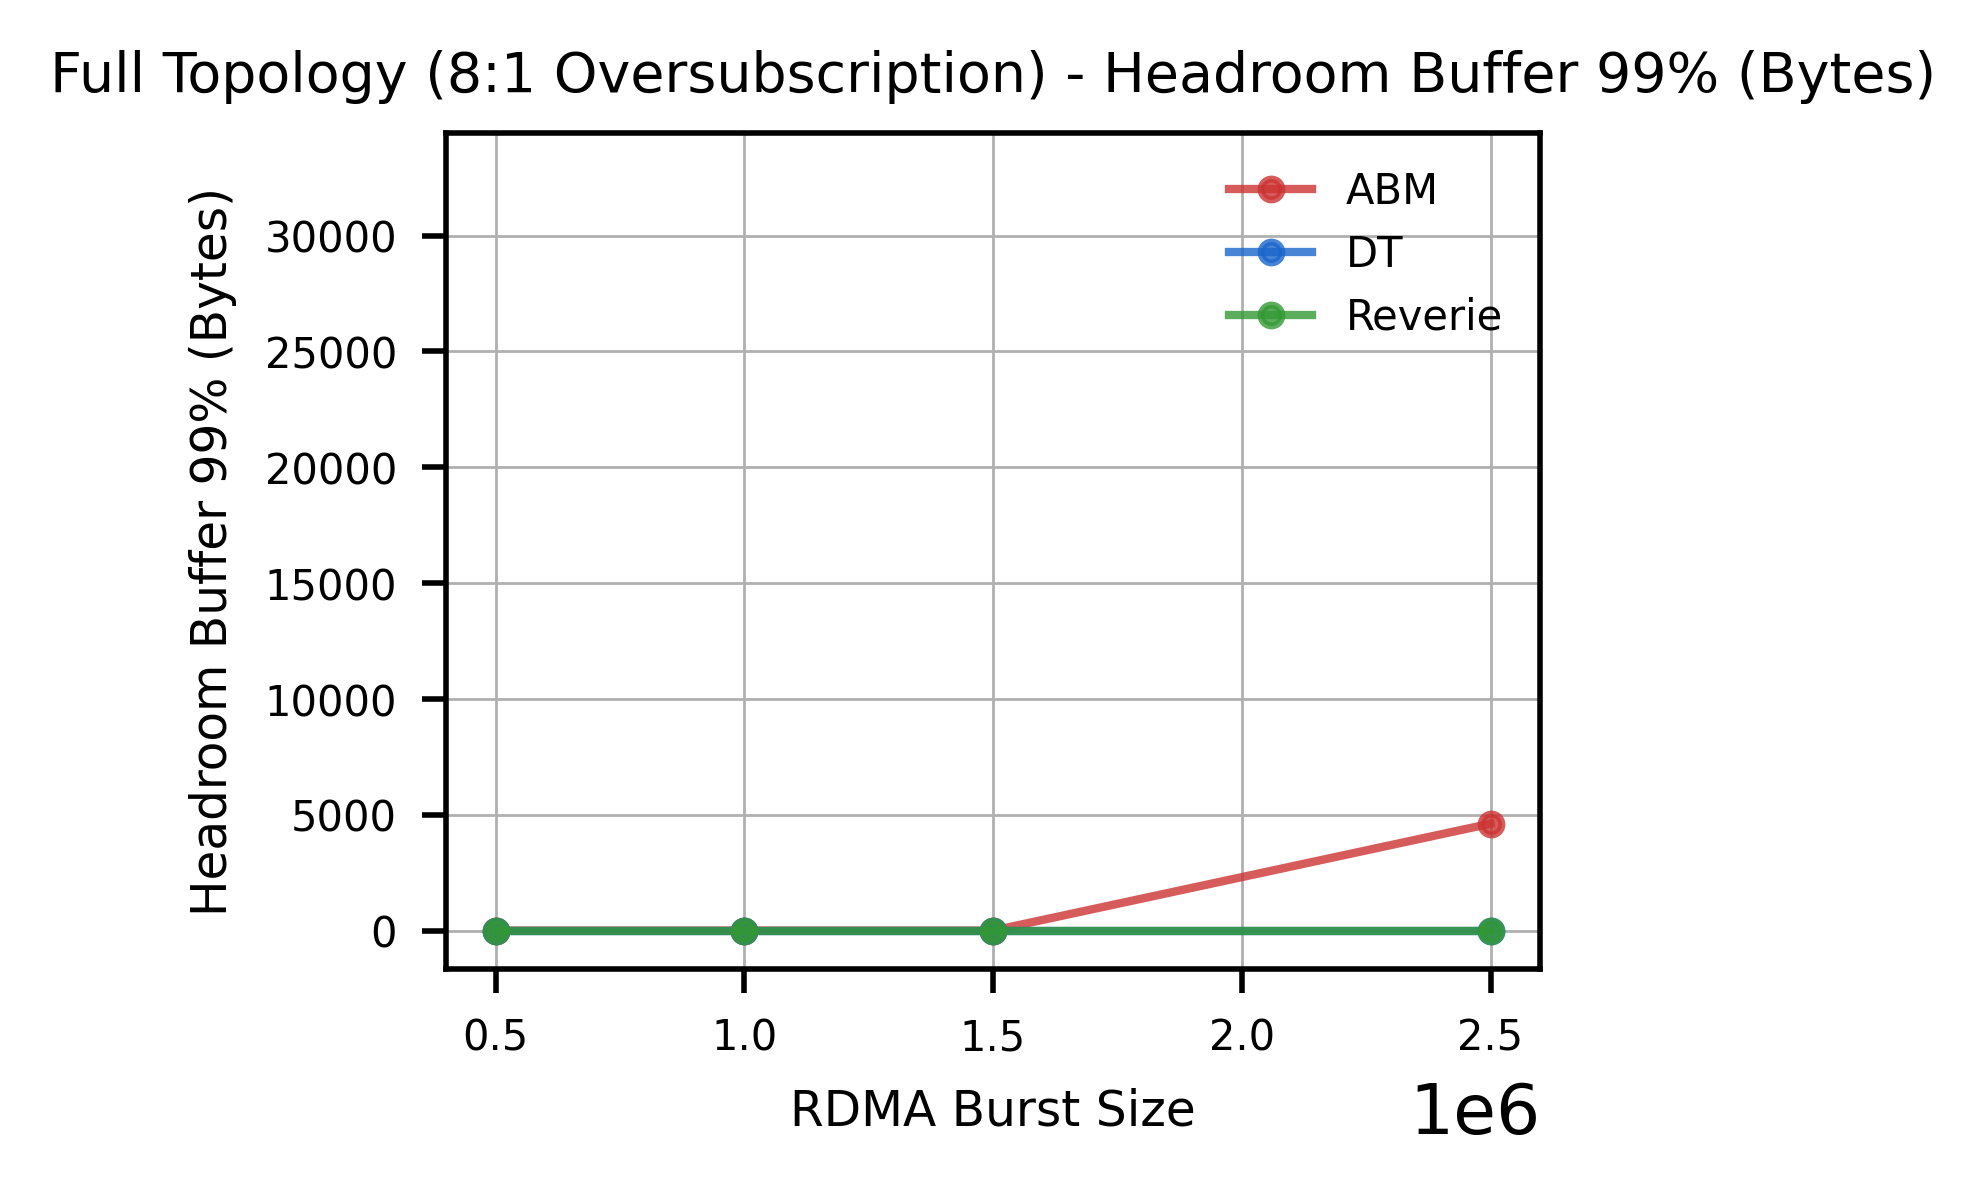 Full Topology (8:1 Oversubscription) - Headroom Buffer 99% (Bytes)
Headroom Buffer 99% (Bytes)
30000
25000
20000
15000
10000
5000
0
ABM
DT
Reverie
0.5 1.0 1.5 2.0 2.5
RDMA Burst Size
1e6